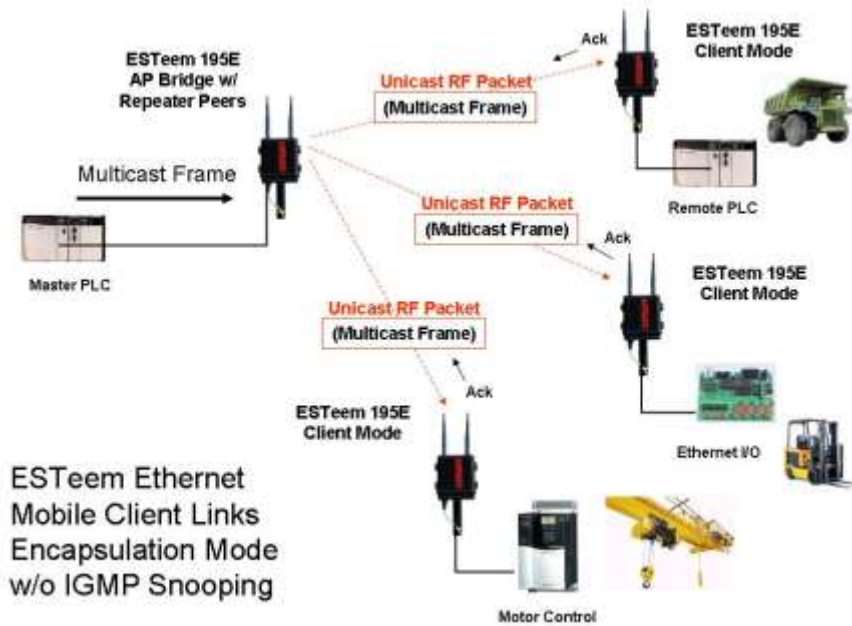 Ack
ESTeem 195E
Client Mode
ESTeem 195E
AP Bridge w/
Repeater Peers
Unicast RF Packet
(Multicast Frame)
Multicast Frame
Remote PLC
Unicast RF Packet
(Multicast Frame)
Ack
ESTeem 195E
Client Mode
Master PLC
Unicast RF Packet
(Multicast Frame)
Ack
ESTeem 195E
Client Mode
Ethernet I/O
ESTeem Ethernet
Mobile Client Links
Encapsulation Mode
w/o IGMP Snooping
Motor Control